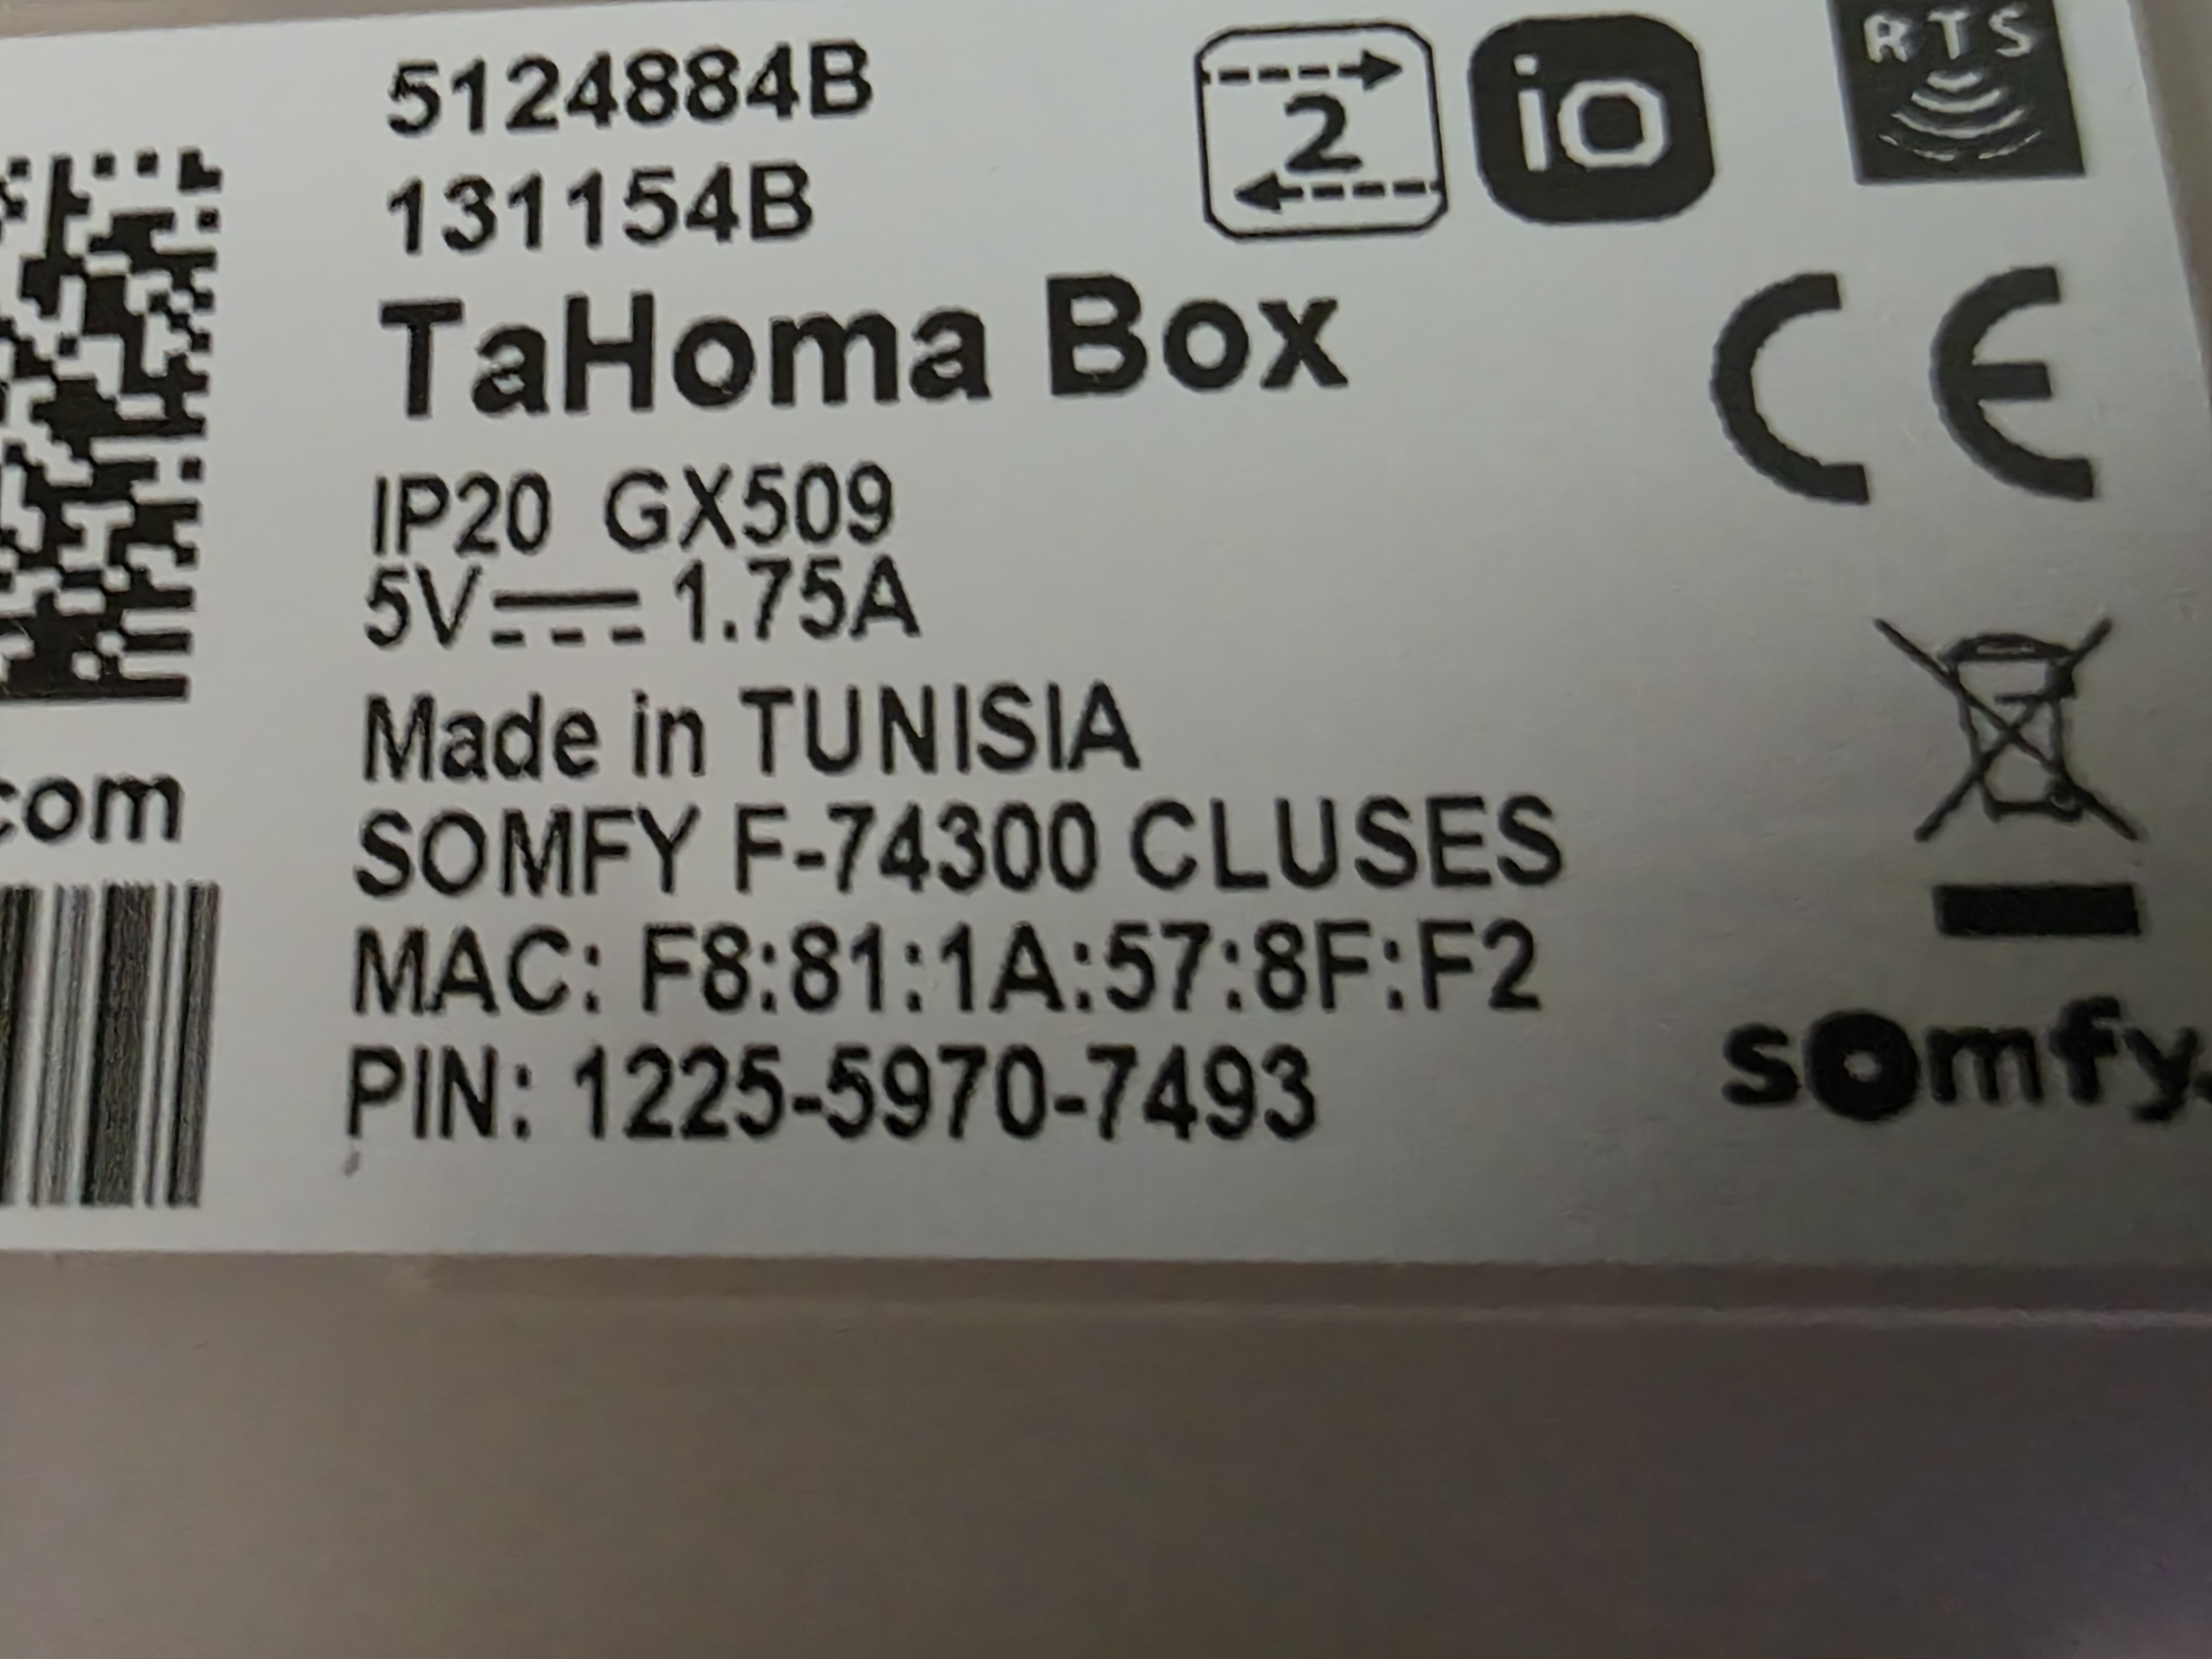 5124884B
131154B
2
io
RTS
TaHoma Box
CE
IP20 GX509
5V 1.75A
Made in TUNISIA
com
SOMFY F-74300 CLUSES
MAC: F8:81:1A:57:8F:F2
PIN: 1225-5970-7493
somfy.